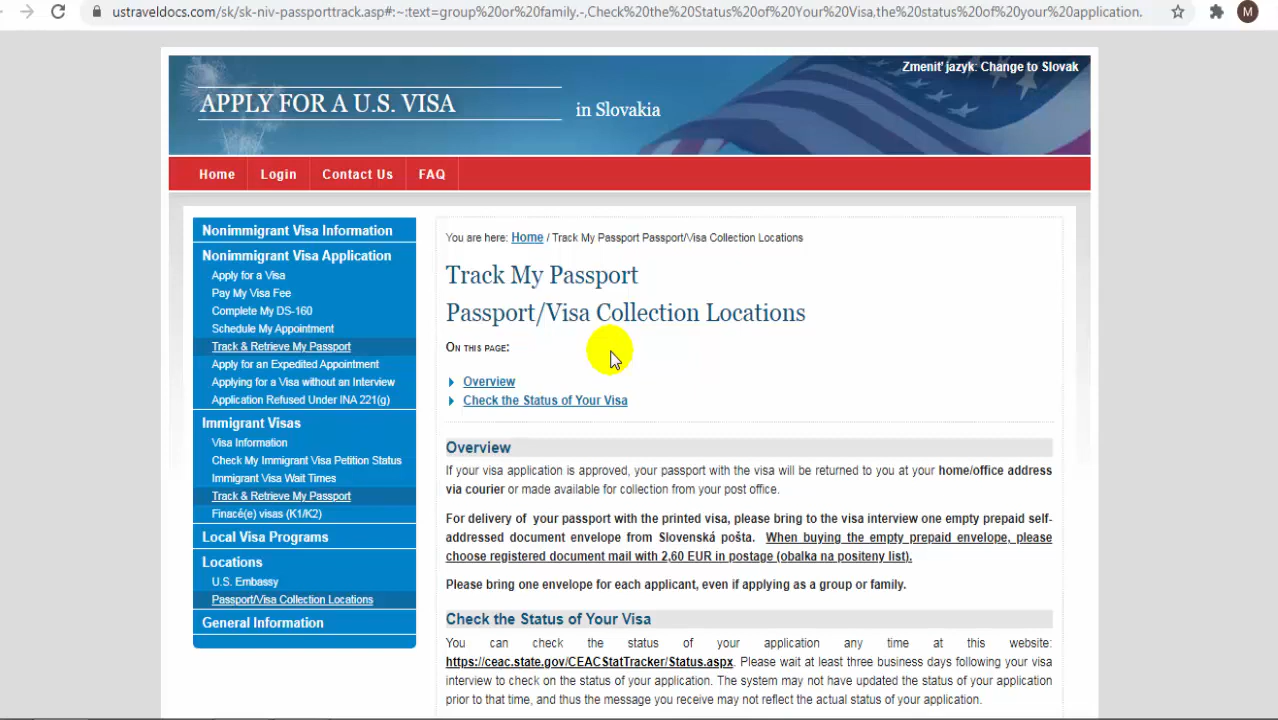 ustraveldocs.com/sk/sk-niv-passporttrack.asp#:~:text=group%20or%20family.-,Check%20the%20Status%20of%20Your%20Visa,the%20status%20of%20your%20application.
M
Zmeniť jazyk: Change to Slovak
APPLY FOR A U.S. VISA
in Slovakia
Home
Login
Contact Us
FAQ
Nonimmigrant Visa Information
Nonimmigrant Visa Application
Apply for a Visa
Pay My Visa Fee
Complete My DS-160
Schedule My Appointment
Track & Retrieve My Passport
Apply for an Expedited Appointment
Applying for a Visa without an Interview
Application Refused Under INA 221(g)
Immigrant Visas
Visa Information
Check My Immigrant Visa Petition Status
Immigrant Visa Wait Times
Track & Retrieve My Passport
Finacé(e) visas (K1/K2)
Local Visa Programs
Locations
U.S. Embassy
Passport/Visa Collection Locations
General Information
You are here: Home / Track My Passport Passport/Visa Collection Locations
Track My Passport
Passport/Visa Collection Locations
On this page:
Overview
Check the Status of Your Visa
Overview
If your visa application is approved, your passport with the visa will be returned to you at your home/office address
via courier or made available for collection from your post office.
For delivery of your passport with the printed visa, please bring to the visa interview one empty prepaid self-
addressed document envelope from Slovenská pošta. When buying the empty prepaid envelope, please
choose registered document mail with 2,60 EUR in postage (obalka na positeny list).
Please bring one envelope for each applicant, even if applying as a group or family.
Check the Status of Your Visa
You can check the status of your application any time at this website:
https://ceac.state.gov/CEACStatTracker/Status.aspx. Please wait at least three business days following your visa
interview to check on the status of your application. The system may not have updated the status of your application
prior to that time, and thus the message you receive may not reflect the actual status of your application.